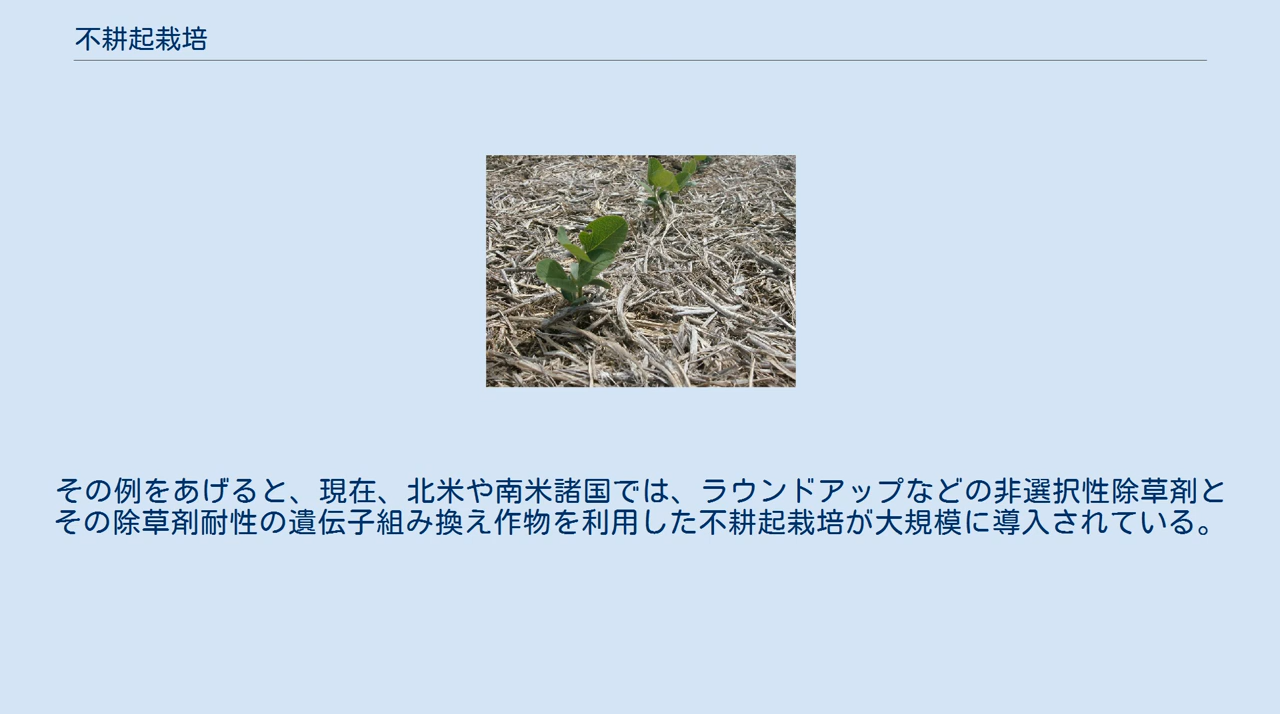 不耕起栽培
その例をあげると、現在、北米や南米諸国では、ラウンドアップなどの非選択性除草剤と
その除草剤耐性の遺伝子組み換え作物を利用した不耕起栽培が大規模に導入されている。